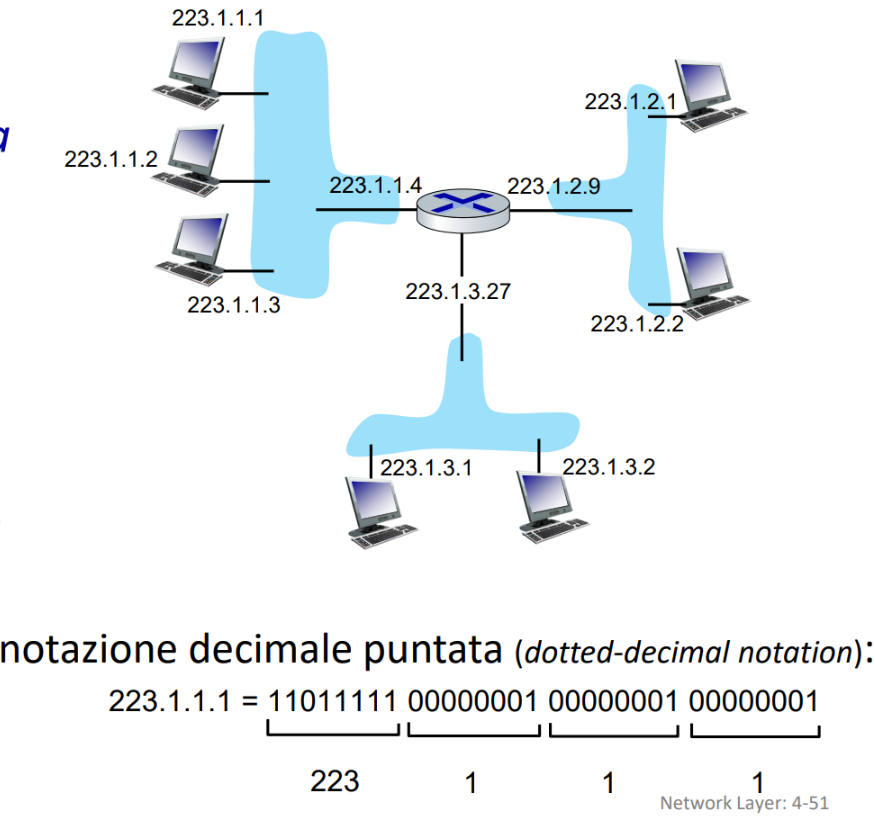 223.1.1.1
223.1.2.1
a
223.1.1.2
223.1.1.4
223.1.2.9
223.1.3.27
223.1.1.3
223.1.2.2
223.1.3.1
223.1.3.2
notazione decimale puntata (dotted-decimal notation):
223.1.1.1 = 11011111 00000001 00000001 00000001
223 1 1 1
Network Layer: 4-51